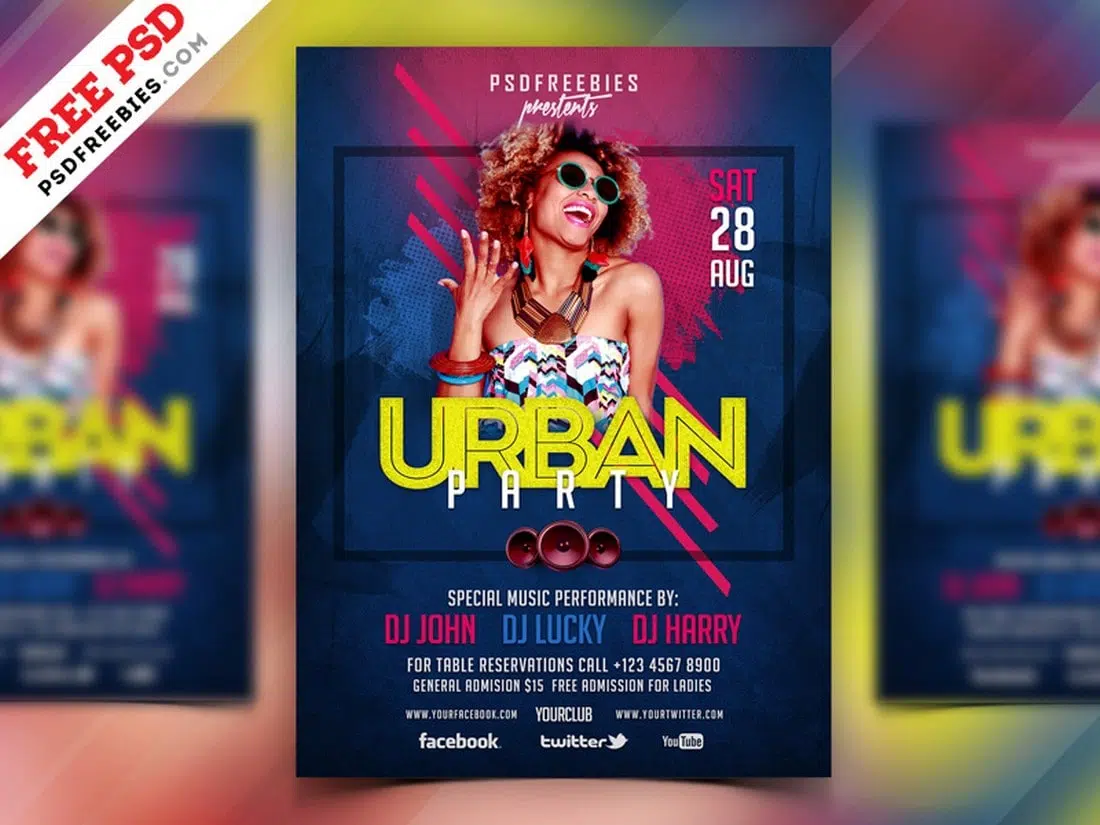 FREE PSD
PSDFREEBIES.COM
PSDFREEBIES
prestents
SAT
28
AUG
URBAN
PARTY
SPECIAL MUSIC PERFORMANCE BY:
DJ JOHN DJ LUCKY DJ HARRY
FOR TABLE RESERVATIONS CALL +123 4567 8900
GENERAL ADMISION $15 FREE ADMISSION FOR LADIES
WWW.YOURFACEBOOK.COM YOURCLUB WWW.YOURTWITTER.COM
facebook. twitter YouTube